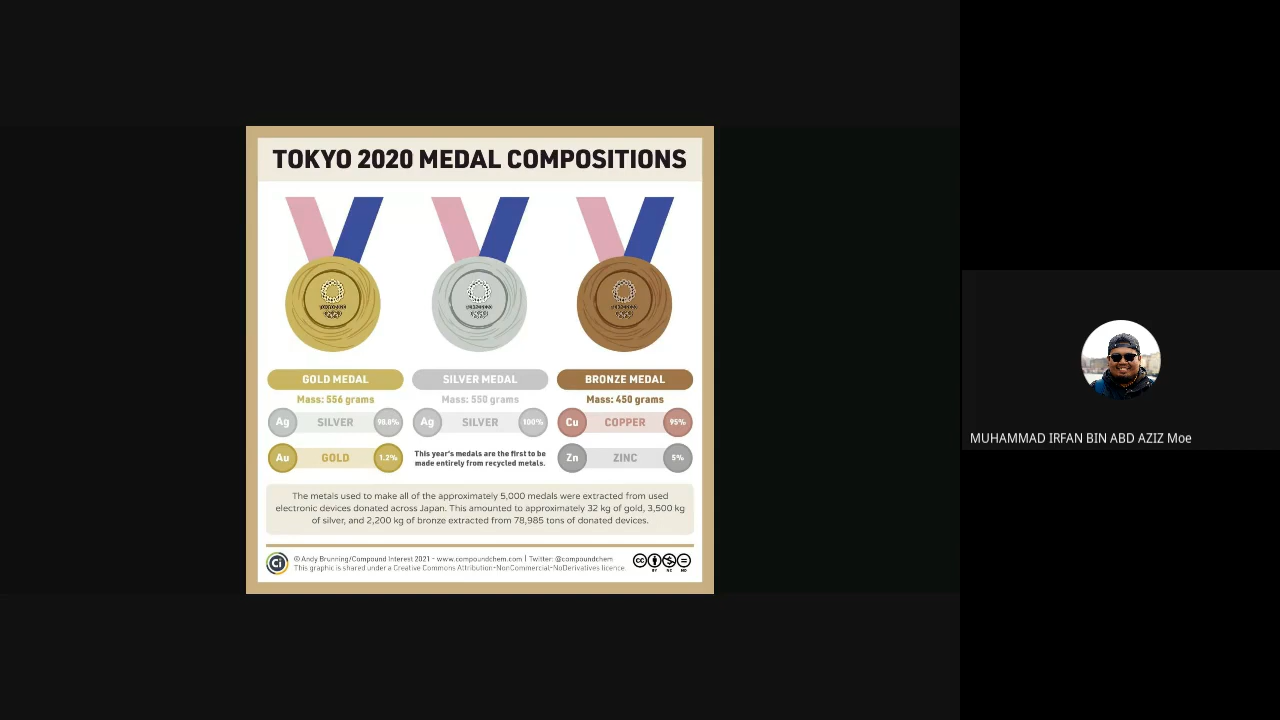 TOKYO 2020 MEDAL COMPOSITIONS
GOLD MEDAL
Mass: 556 grams
Ag SILVER 98.8%
Au GOLD 1.2%
SILVER MEDAL
Mass: 550 grams
Ag SILVER 100%
This year's medals are the first to be
made entirely from recycled metals.
BRONZE MEDAL
Mass: 450 grams
Cu COPPER 95%
Zn ZINC 5%
The metals used to make all of the approximately 5,000 medals were extracted from used
electronic devices donated across Japan. This amounted to approximately 32 kg of gold, 3,500 kg
of silver, and 2,200 kg of bronze extracted from 78,985 tons of donated devices.
Ci
© Andy Brunning/Compound Interest 2021 - www.compoundchem.com | Twitter: @compoundchem
This graphic is shared under a Creative Commons Attribution-NonCommercial-NoDerivatives licence.
CC
BY NC ND
MUHAMMAD IRFAN BIN ABD AZIZ Moe